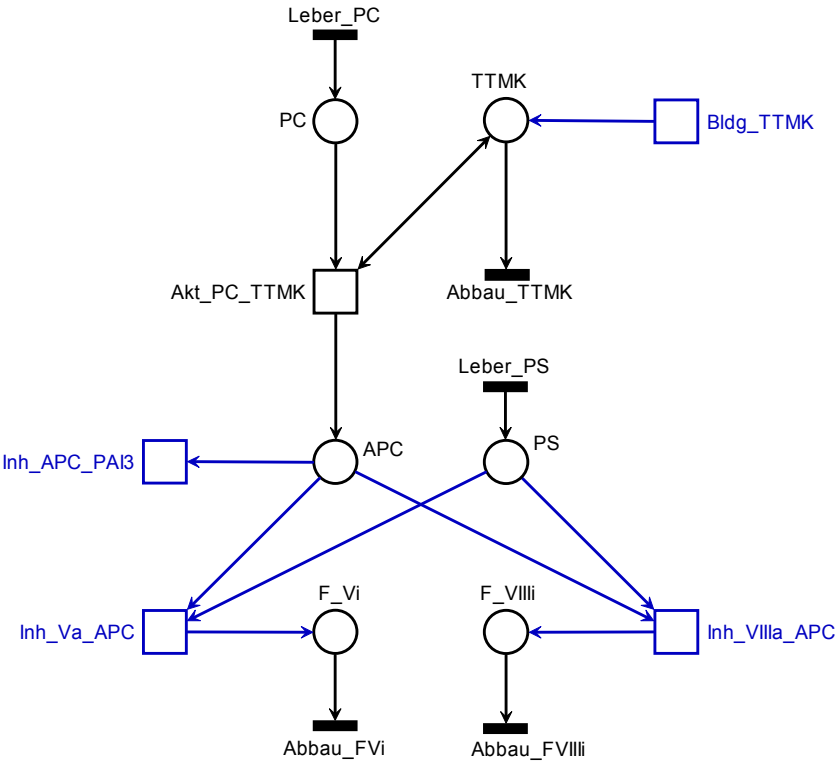 Leber_PC
TTMK
PC
Bldg_TTMK
Akt_PC_TTMK
Abbau_TTMK
Leber_PS
APC
PS
Inh_APC_PAI3
F_Vi
F_VIIIi
Inh_Va_APC
Inh_VIIIa_APC
Abbau_FVi
Abbau_FVIIIi